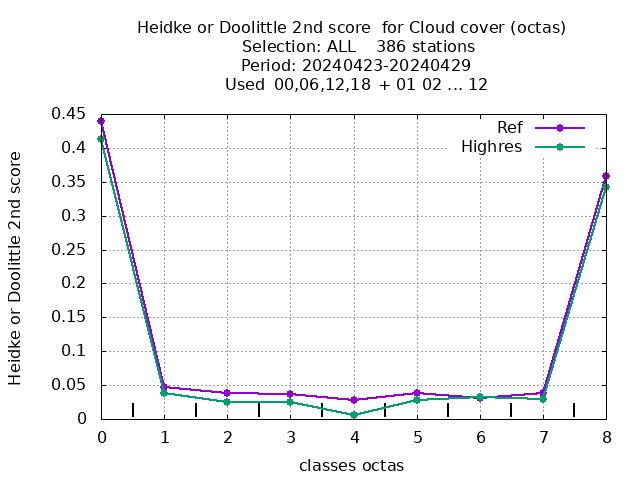 Heidke or Doolittle 2nd score  for Cloud cover (octas)
Selection: ALL    386 stations
Period: 20240423-20240429
Used  00,06,12,18 + 01 02 ... 12
Heidke or Doolittle 2nd score
0.45
0.4
0.35
0.3
0.25
0.2
0.15
0.1
0.05
0
Ref
Highres
0 1 2 3 4 5 6 7 8
classes octas